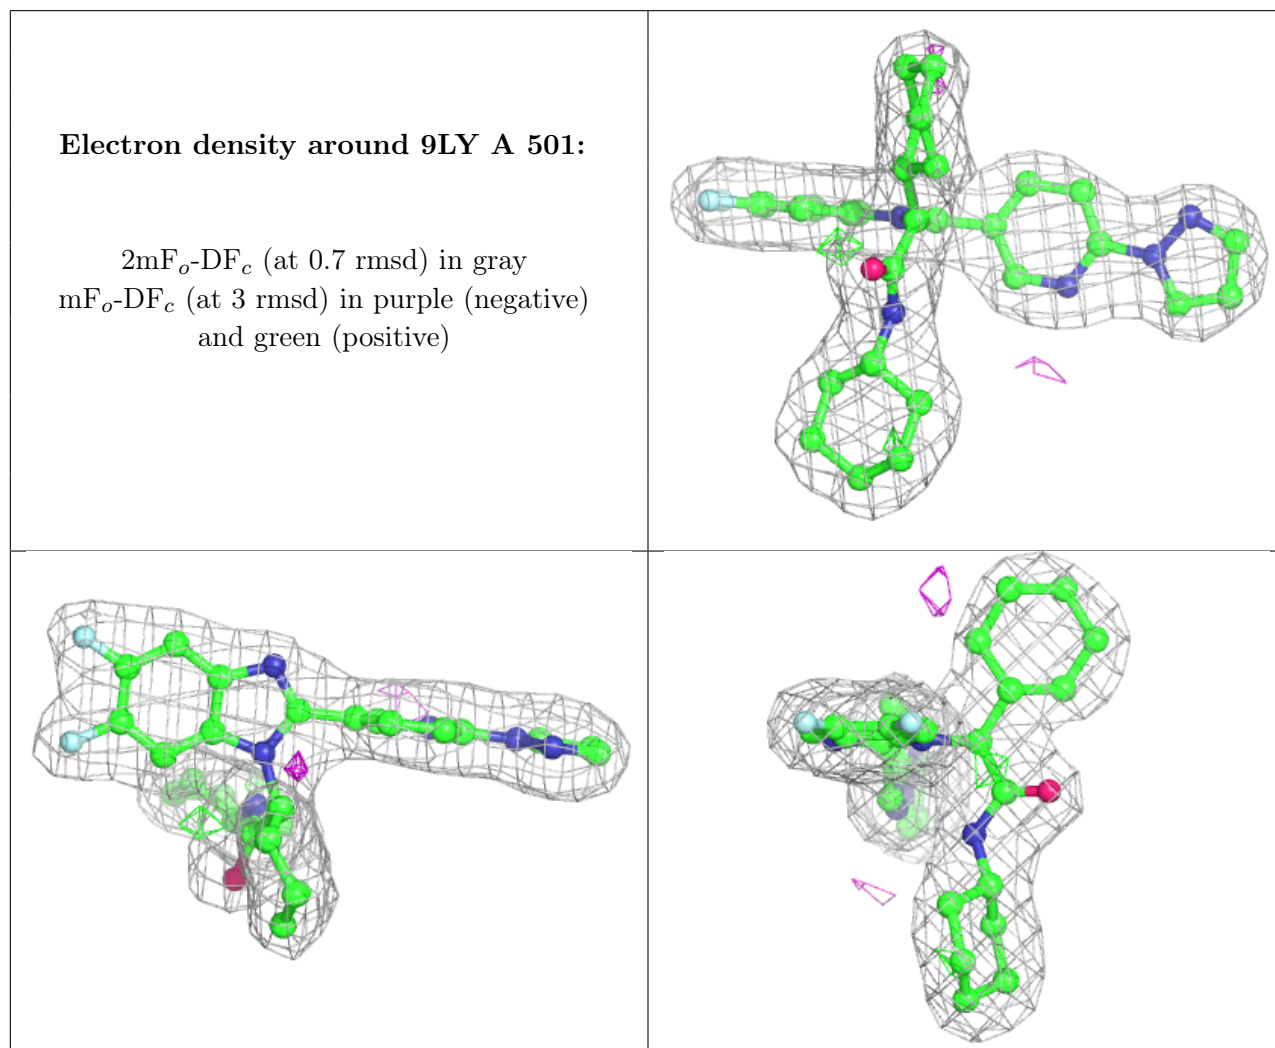 Electron density around 9LY A 501:
2mFo-DFc (at 0.7 rmsd) in gray
mFo-DFc (at 3 rmsd) in purple (negative)
and green (positive)